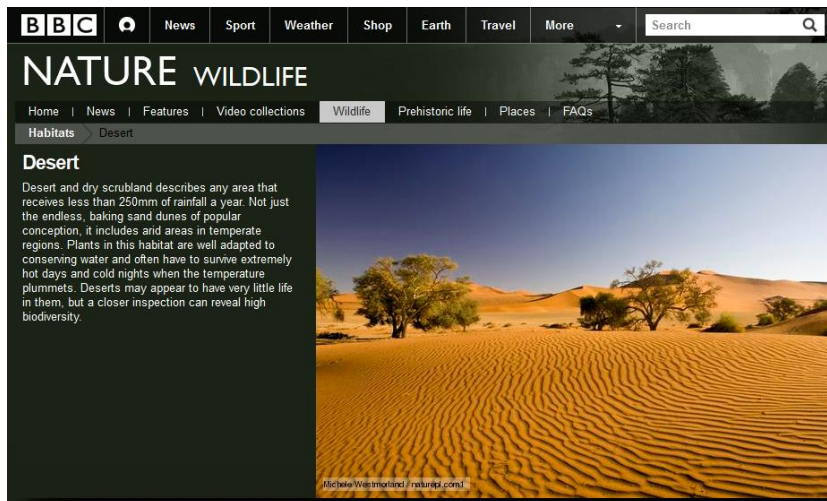 BBC News Sport Weather Shop Earth Travel More Search
NATURE WILDLIFE
Home | News | Features | Video collections Wildlife Prehistoric life | Places | FAQs
Habitats Desert
Desert
Desert and dry scrubland describes any area that
receives less than 250mm of rainfall a year. Not just
the endless, baking sand dunes of popular
conception, it includes arid areas in temperate
regions. Plants in this habitat are well adapted to
conserving water and often have to survive extremely
hot days and cold nights when the temperature
plummets. Deserts may appear to have very little life
in them, but a closer inspection can reveal high
biodiversity.
Michele Westmorland / naturepl.com1